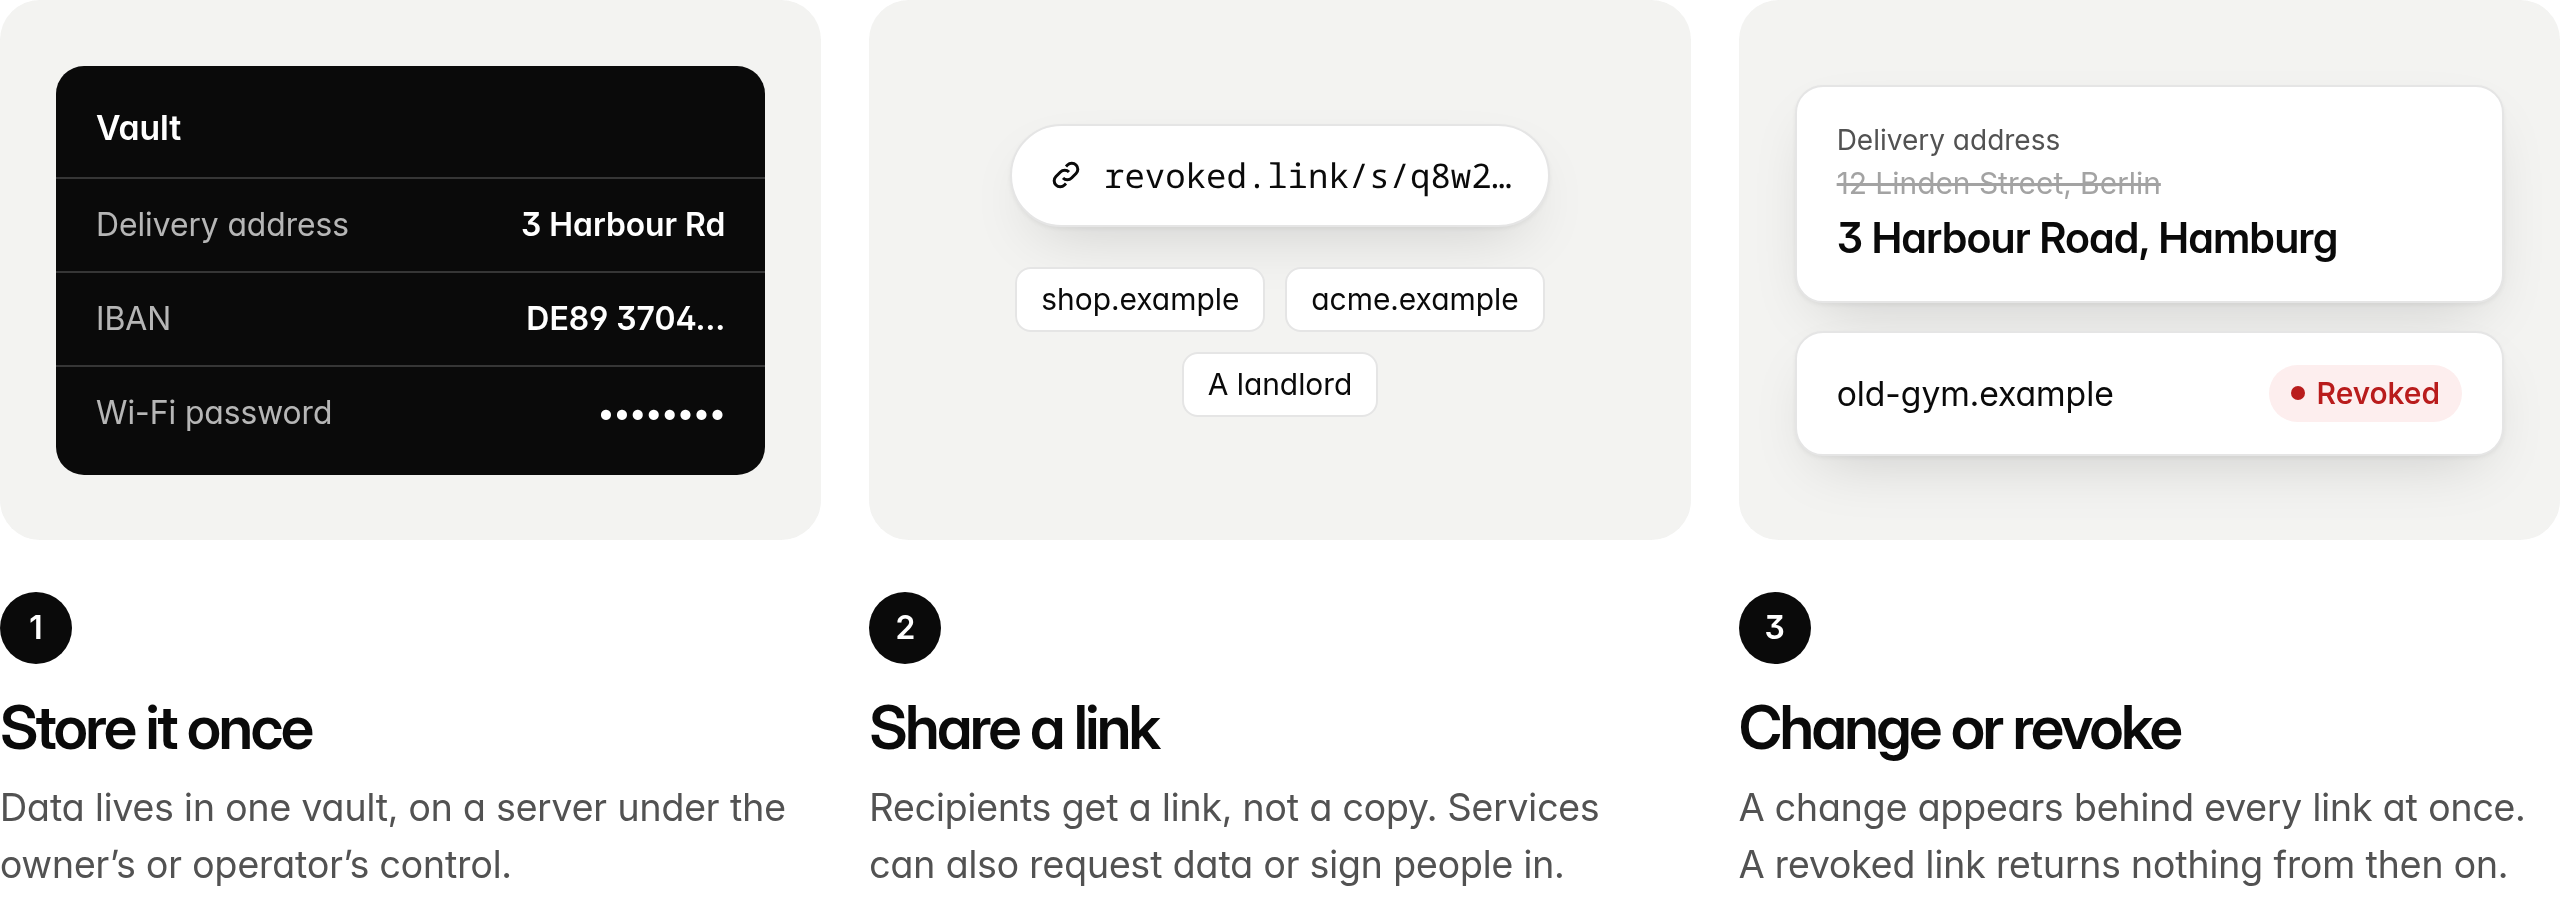 Vault
Delivery address 3 Harbour Rd
IBAN DE89 3704...
Wi-Fi password ••••••••
revoked.link/s/q8w2…
shop.example acme.example
A landlord
Delivery address
12 Linden Street, Berlin
3 Harbour Road, Hamburg
old-gym.example Revoked
1
Store it once
Data lives in one vault, on a server under the
owner’s or operator’s control.
2
Share a link
Recipients get a link, not a copy. Services
can also request data or sign people in.
3
Change or revoke
A change appears behind every link at once.
A revoked link returns nothing from then on.